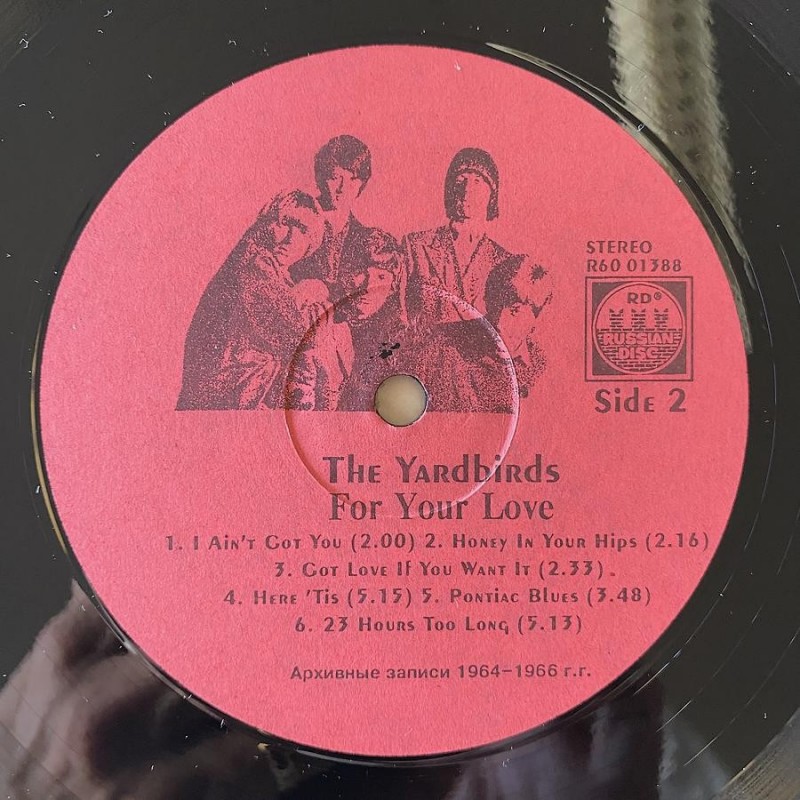 STEREO
R60 01388
RD®
RUSSIAN
DISC
Side 2
The Yardbirds
For Your Love
1. I Ain't Got You (2.00) 2. Honey In Your Hips (2.16)
3. Got Love If You Want It (2.33)
4. Here 'Tis (5.15) 5. Pontiac Blues (3.48)
6. 23 Hours Too Long (5.13)
Архивные записи 1964–1966 г.г.